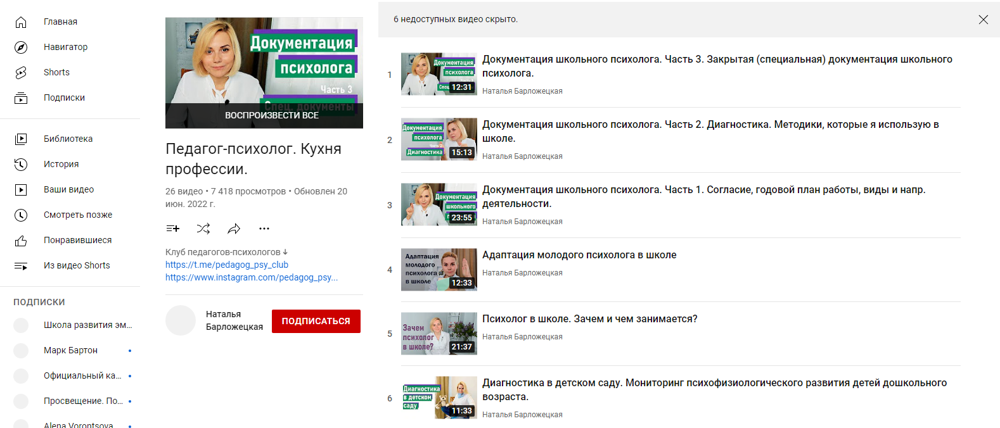 Главная
Навигатор
Shorts
Подписки
Библиотека
История
Ваши видео
Смотреть позже
Понравившиеся
Из видео Shorts
ПОДПИСКИ
Школа развития эм...
Марк Бартон
Официальный ка...
Просвещение. По...
Alena Vorontsova
Документация
психолога
Часть 3
Спец. документы
ВОСПРОИЗВЕСТИ ВСЕ
Педагог-психолог. Кухня
профессии.
26 видео • 7 418 просмотров • Обновлен 20
июн. 2022 г.
Клуб педагогов-психологов
https://t.me/pedagog_psy_club
https://www.instagram.com/pedagog_psy...
Наталья
Барложецкая
ПОДПИСАТЬСЯ
6 недоступных видео скрыто.
1
Документация
психолога
Спец
12:31
Документация школьного психолога. Часть 3. Закрытая (специальная) документация школьного
психолога.
Наталья Барложецкая
2
Документация
психолога
Часть 2
Диагностика
15:13
Документация школьного психолога. Часть 2. Диагностика. Методики, которые я использую в
школе.
Наталья Барложецкая
3
Документация
школьного
23:55
Документация школьного психолога. Часть 1. Согласие, годовой план работы, виды и напр.
деятельности.
Наталья Барложецкая
4
Адаптация
молодого
психолога
в школе
12:33
Адаптация молодого психолога в школе
Наталья Барложецкая
5
Зачем
психолог
в школе?
21:37
Психолог в школе. Зачем и чем занимается?
Наталья Барложецкая
6
Диагностика
в детском
саду
11:33
Диагностика в детском саду. Мониторинг психофизиологического развития детей дошкольного
возраста.
Наталья Барложецкая